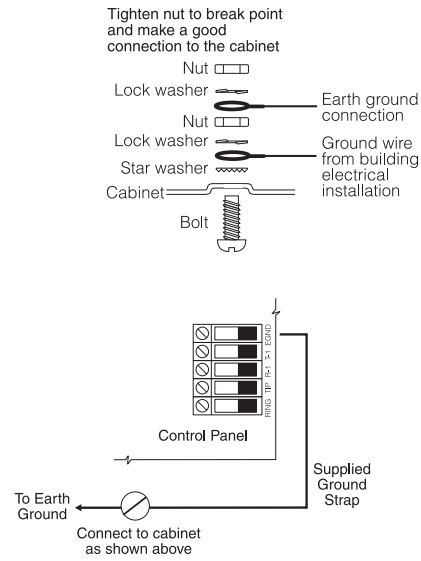 Tighten nut to break point
and make a good
connection to the cabinet
Nut
Lock washer
Earth ground
connection
Nut
Lock washer
Ground wire
from building
electrical
installation
Star washer
Cabinet
Bolt
EGND
T-1
R-1
TIP
RING
Control Panel
Supplied
Ground
Strap
To Earth
Ground
Connect to cabinet
as shown above